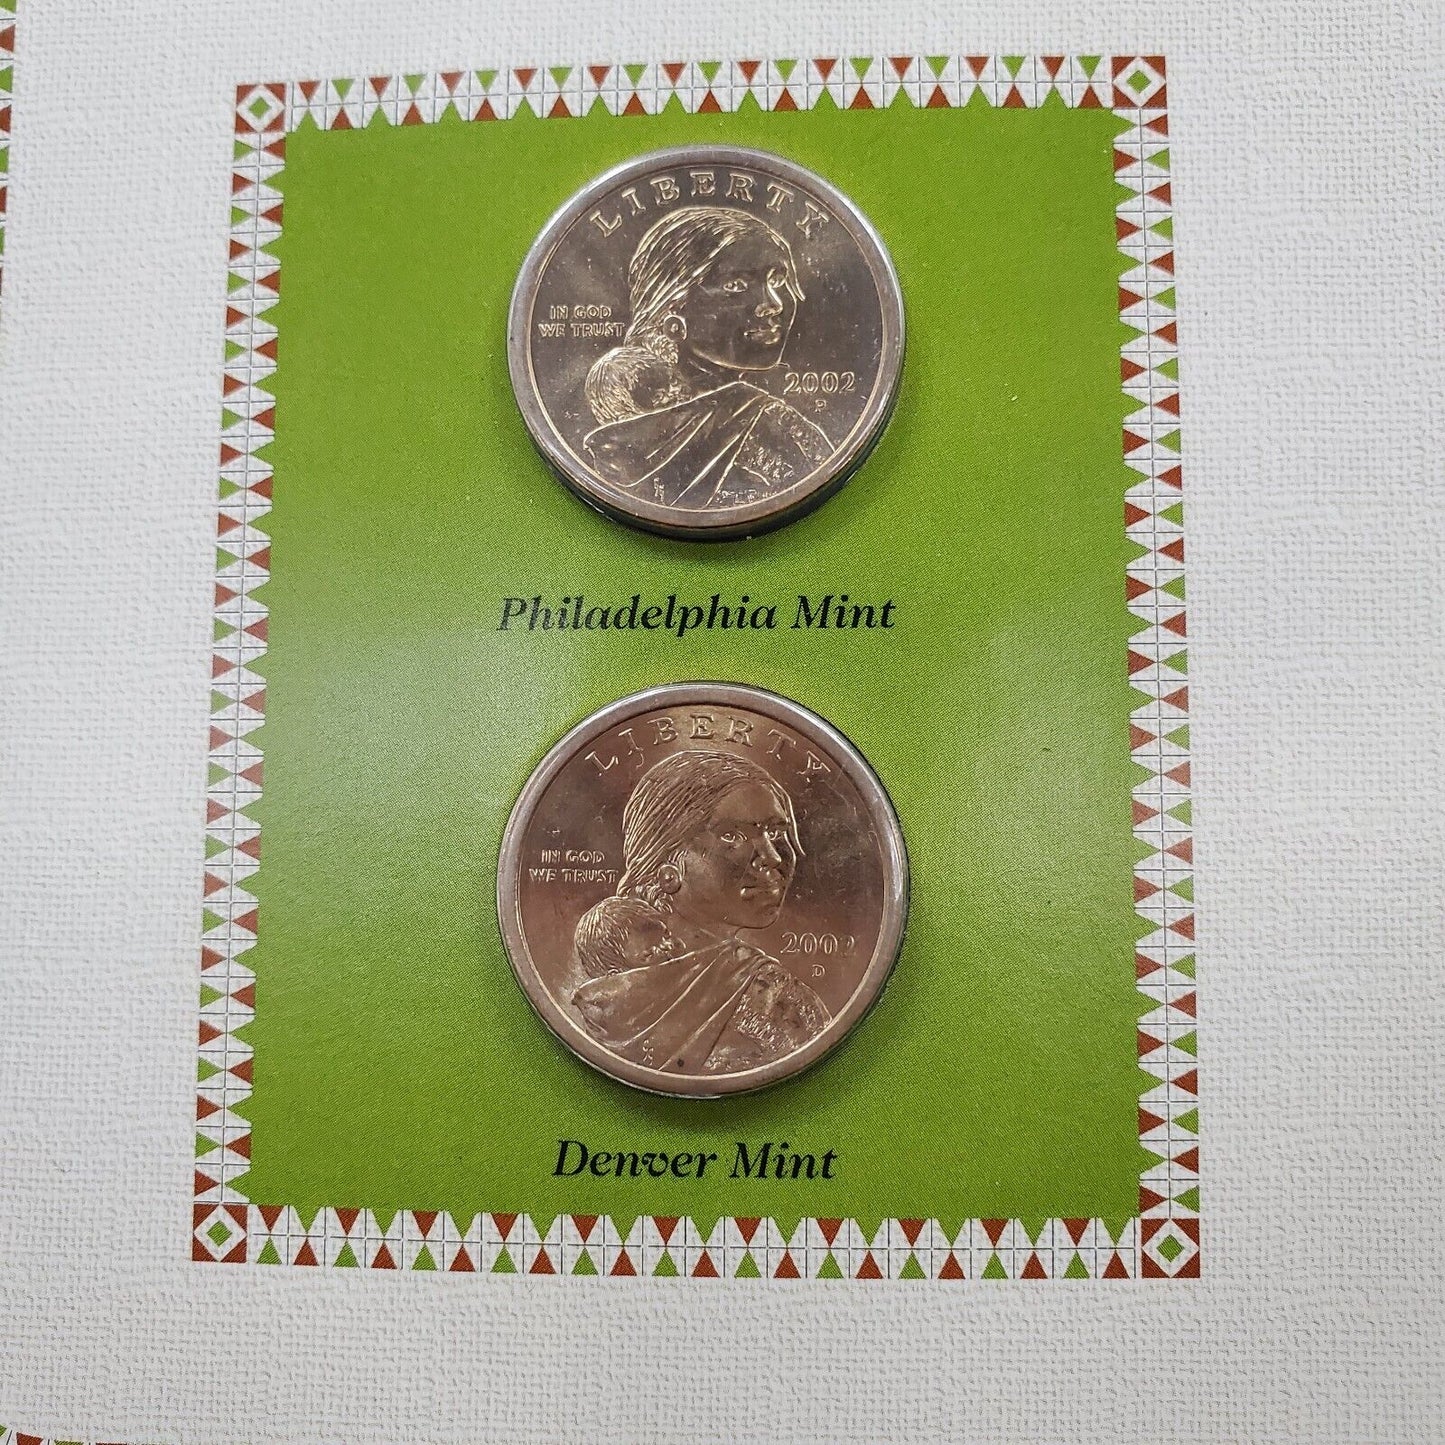 LIBERTY
IN GOD
WE TRUST
2002
P
Philadelphia Mint
LIBERTY
IN GOD
WE TRUST
2002
D
Denver Mint